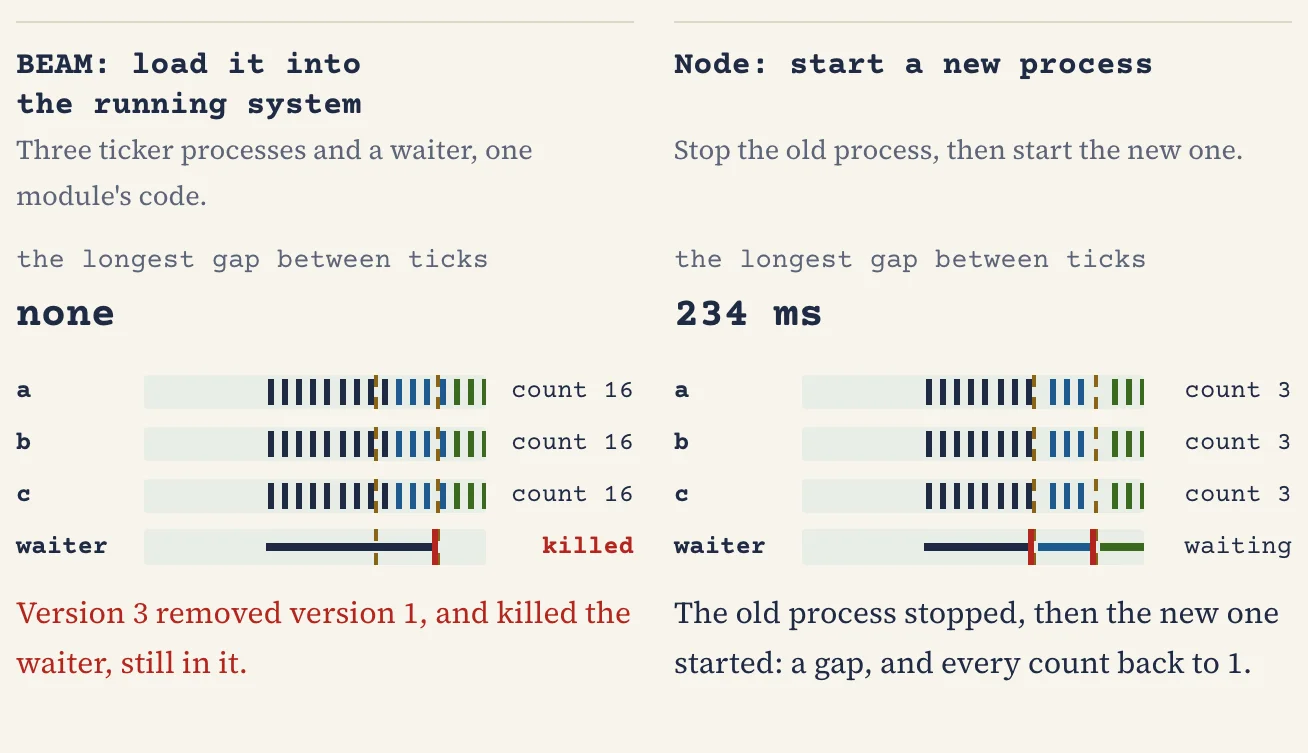 BEAM: load it into
the running system
Three ticker processes and a waiter, one
module's code.
the longest gap between ticks
none
a count 16
b count 16
c count 16
waiter killed
Version 3 removed version 1, and killed the
waiter, still in it.
Node: start a new process
Stop the old process, then start the new one.
the longest gap between ticks
234 ms
a count 3
b count 3
c count 3
waiter waiting
The old process stopped, then the new one
started: a gap, and every count back to 1.